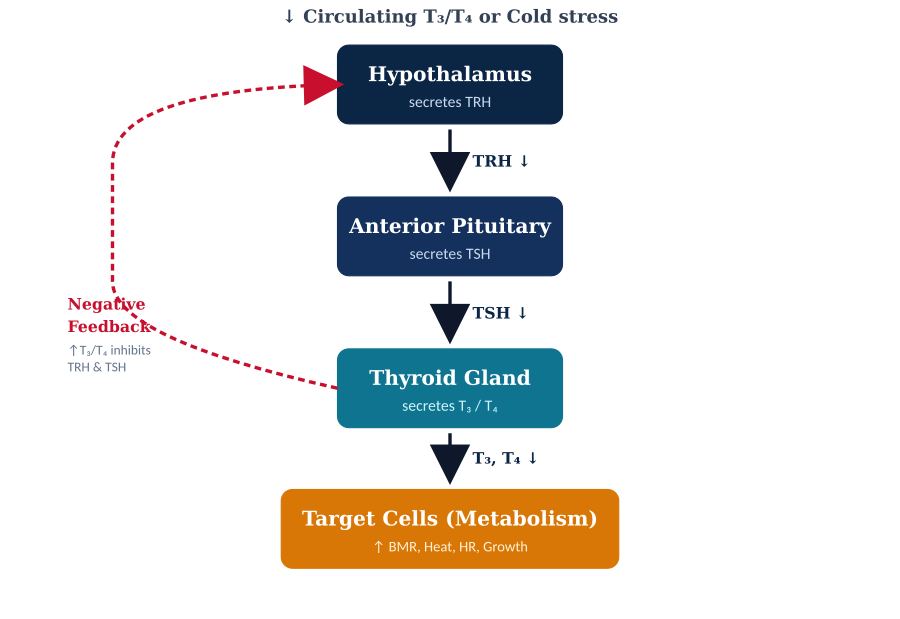 ↓ Circulating T₃/T₄ or Cold stress
Hypothalamus
secretes TRH
TRH ↓
Anterior Pituitary
secretes TSH
TSH ↓
Negative
Feedback
↑T₃/T₄ inhibits
TRH & TSH
Thyroid Gland
secretes T₃ / T₄
T₃, T₄ ↓
Target Cells (Metabolism)
↑ BMR, Heat, HR, Growth